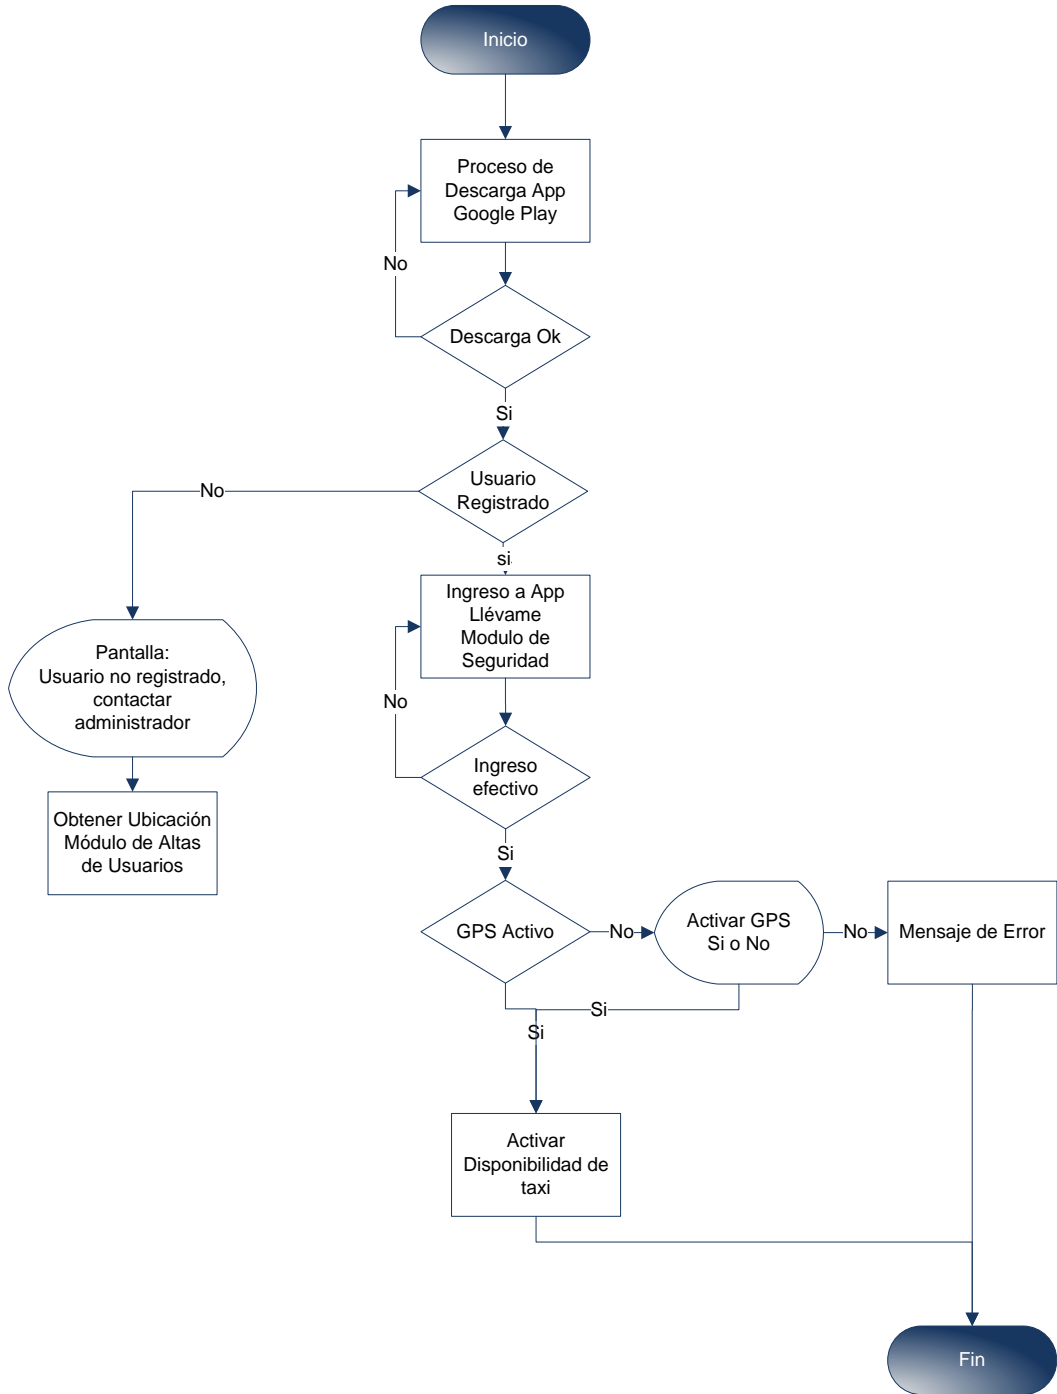 Inicio
Proceso de
Descarga App
Google Play
No
Descarga Ok
Si
Usuario
Registrado
No
si
Ingreso a App
Llévame
Modulo de
Seguridad
Pantalla:
Usuario no registrado,
contactar
administrador
No
Ingreso
efectivo
Obtener Ubicación
Módulo de Altas
de Usuarios
Si
GPS Activo
No
Activar GPS
Si o No
No
Mensaje de Error
Si
Si
Activar
Disponibilidad de
taxi
Fin